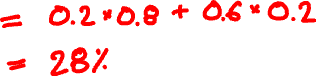 = 0.2 * 0.8 + 0.6 * 0.2
= 28%